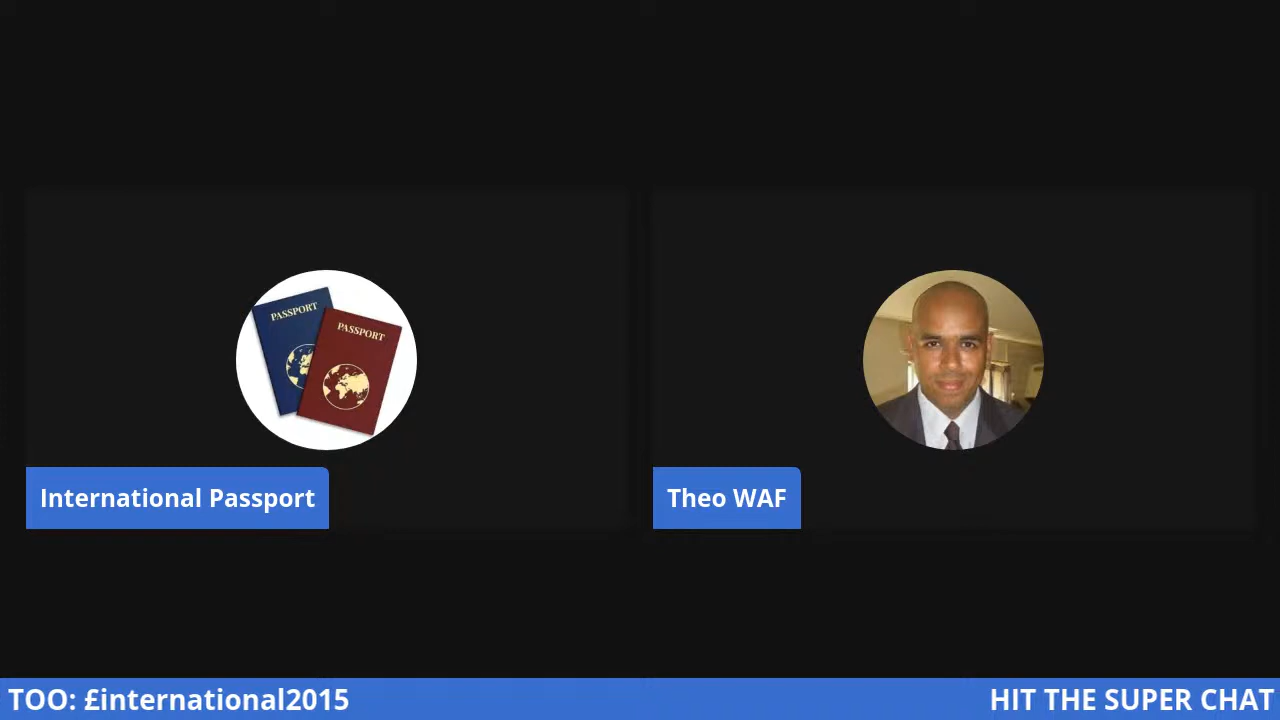 PASSPORT
PASSPORT
International Passport
Theo WAF
TOO: £international2015
HIT THE SUPER CHAT